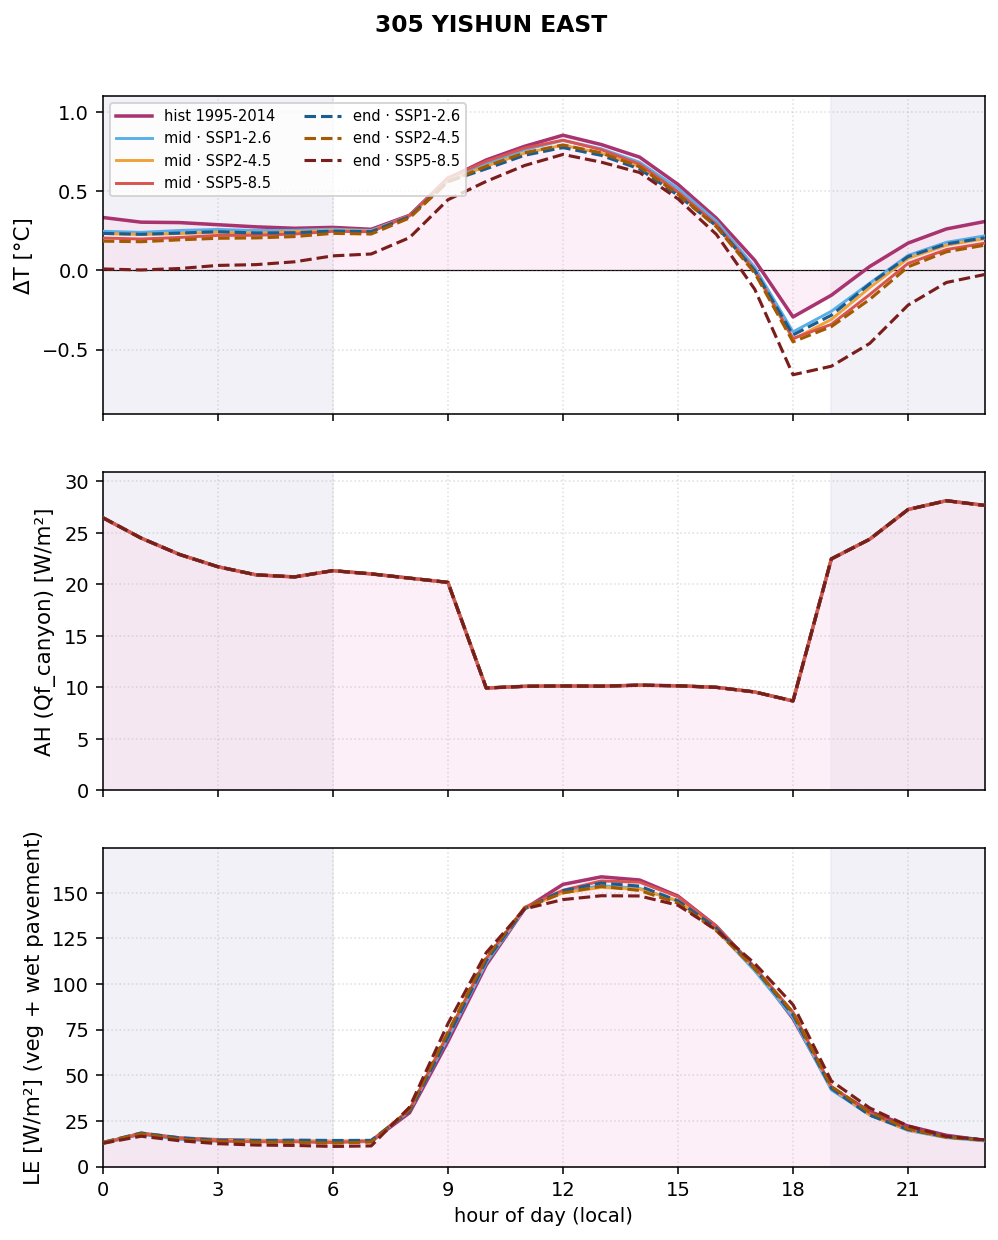 305 YISHUN EAST
ΔT [°C]
1.0
0.5
0.0
−0.5
hist 1995-2014
mid · SSP1-2.6
mid · SSP2-4.5
mid · SSP5-8.5
end · SSP1-2.6
end · SSP2-4.5
end · SSP5-8.5
AH (Qf_canyon) [W/m²]
30
25
20
15
10
5
0
LE [W/m²] (veg + wet pavement)
150
125
100
75
50
25
0
0 3 6 9 12 15 18 21
hour of day (local)